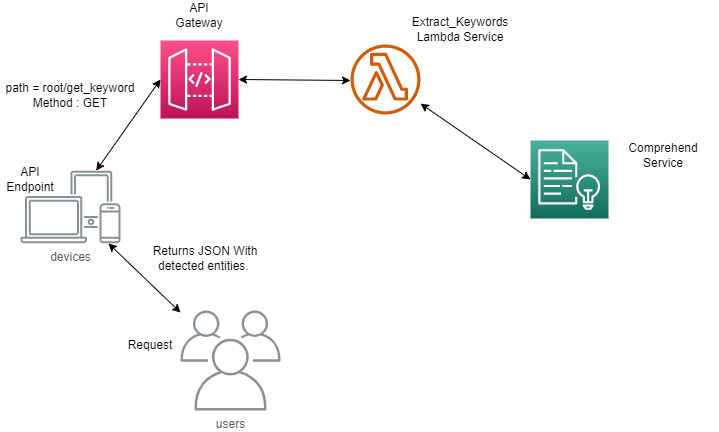 API
Gateway
Extract_Keywords
Lambda Service
path = root/get_keyword
Method : GET
Comprehend
Service
API
Endpoint
devices
Returns JSON With
detected entities.
Request
users